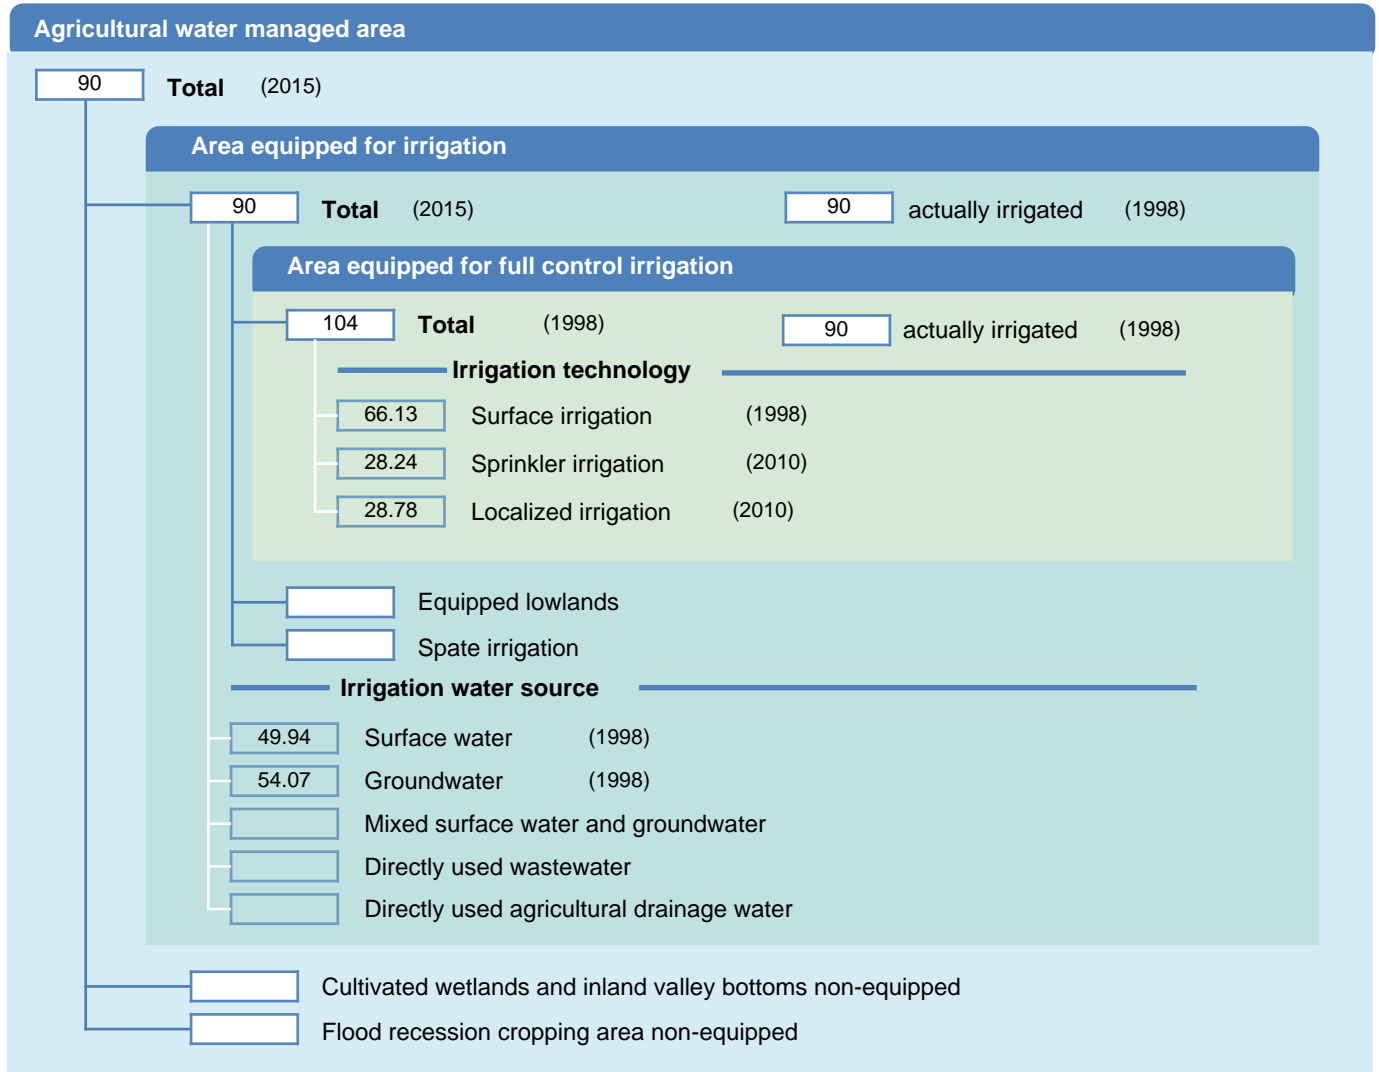 Agricultural water managed area
90 Total (2015)
Area equipped for irrigation
90 Total (2015) 90 actually irrigated (1998)
Area equipped for full control irrigation
104 Total (1998) 90 actually irrigated (1998)
Irrigation technology
66.13 Surface irrigation (1998)
28.24 Sprinkler irrigation (2010)
28.78 Localized irrigation (2010)
Equipped lowlands
Spate irrigation
Irrigation water source
49.94 Surface water (1998)
54.07 Groundwater (1998)
Mixed surface water and groundwater
Directly used wastewater
Directly used agricultural drainage water
Cultivated wetlands and inland valley bottoms non-equipped
Flood recession cropping area non-equipped